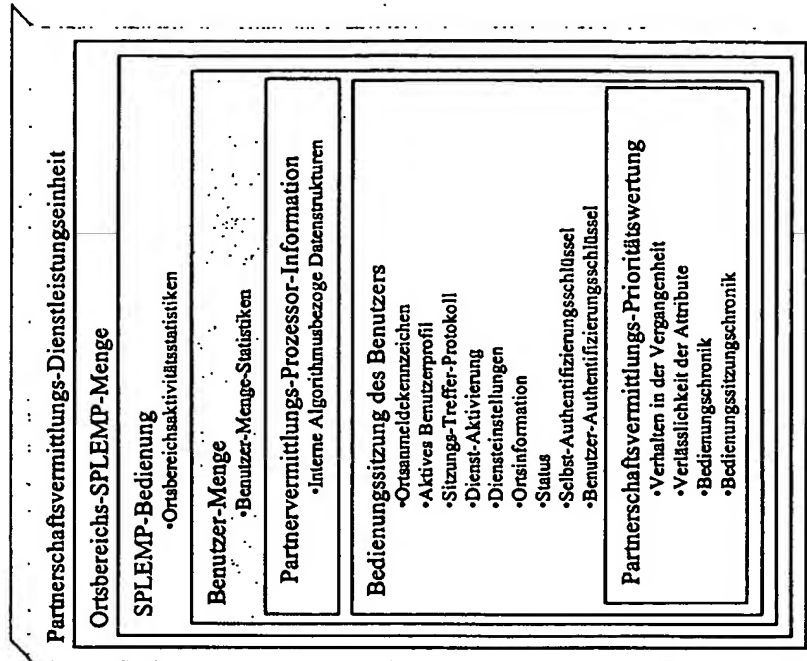 Partnerschaftsvermittlungs-Dienstleistungseinheit
Ortsbereichs-SPLEMP-Menge
SPLEMP-Bedienung
•Ortsbereichsaktivitätsstatistiken
Benutzer-Menge
•Benutzer-Menge-Statistiken
Partnervermittlungs-Prozessor-Information
•Interne Algorithmusbezoge Datenstrukturen
Bedienungssitzung des Benutzers
•Ortsanmeldekennzeichen
•Aktives Benutzerprofil
•Sitzungs-Treffer-Protokoll
•Dienst-Aktivierung
•Diensteinstellungen
•Ortsinformation
•Status
•Selbst-Authentifizierungsschlüssel
•Benutzer-Authentifizierungsschlüssel
Partnerschaftsvermittlungs-Prioritätswertung
•Verhalten in der Vergangenheit
•Verlässlichkeit der Attribute
•Bedienungschronik
•Bedienungssitzungschronik